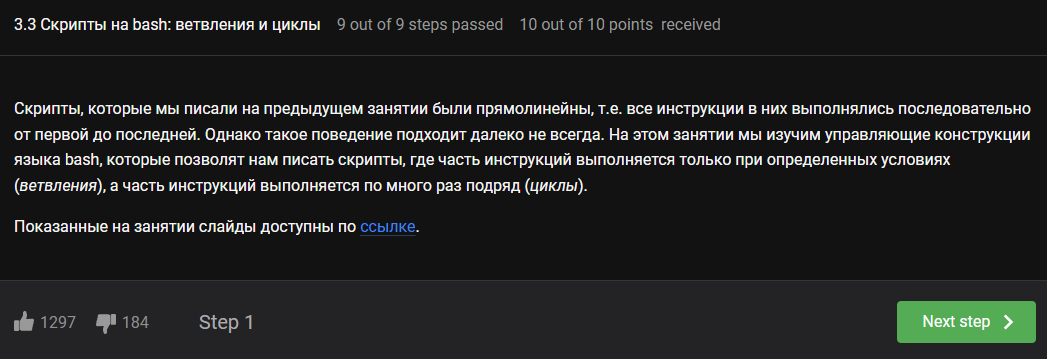 3.3 Скрипты на bash: ветвления и циклы 9 out of 9 steps passed 10 out of 10 points received
Скрипты, которые мы писали на предыдущем занятии были прямолинейны, т.е. все инструкции в них выполнялись последовательно
от первой до последней. Однако такое поведение подходит далеко не всегда. На этом занятии мы изучим управляющие конструкции
языка bash, которые позволят нам писать скрипты, где часть инструкций выполняется только при определенных условиях
(ветвления), а часть инструкций выполняется по много раз подряд (циклы).
Показанные на занятии слайды доступны по ссылке.
1297 184 Step 1 Next step